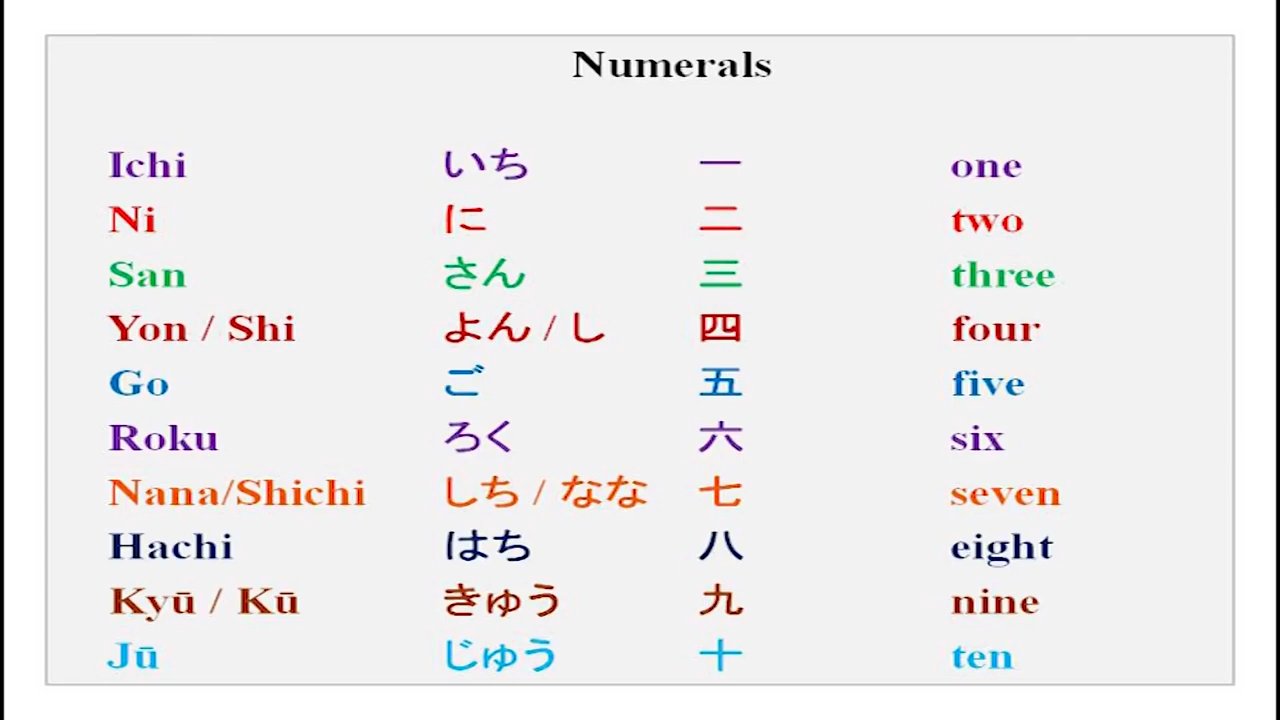 Numerals
Ichi いち 一 one
Ni に 二 two
San さん 三 three
Yon / Shi よん / し 四 four
Go ご 五 five
Roku ろく 六 six
Nana/Shichi しち / なな 七 seven
Hachi はち 八 eight
Kyū / Kū きゅう 九 nine
Jū じゅう 十 ten